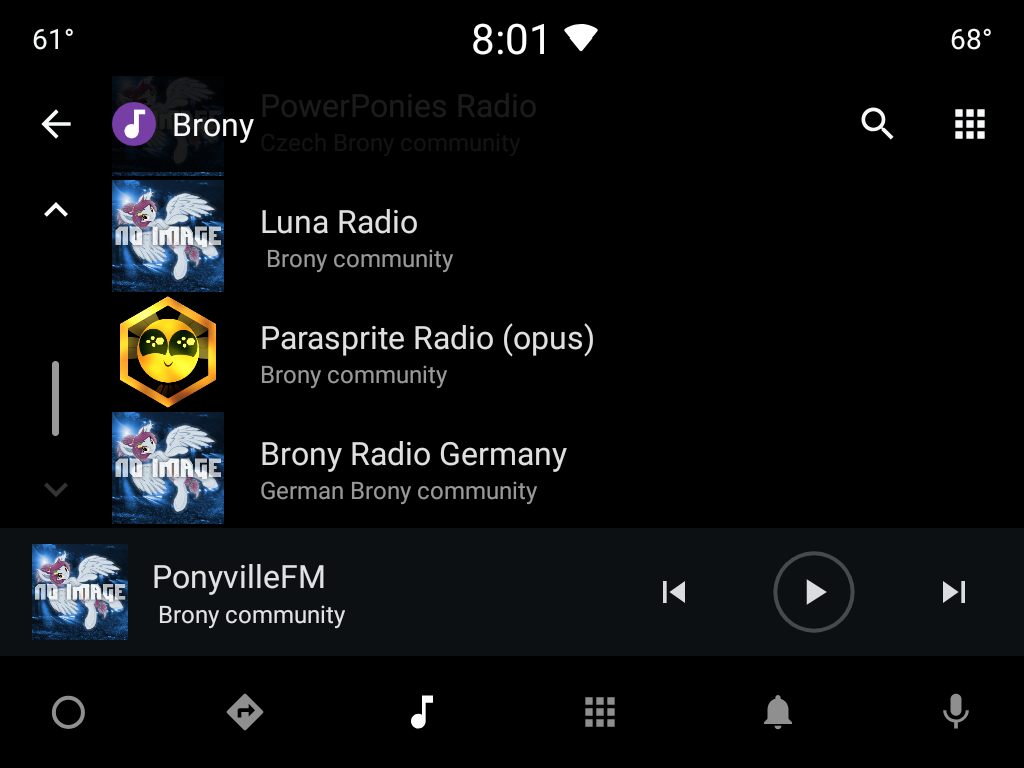 61°
8:01
68°
PowerPonies Radio
Brony
Czech Brony community
NO IMAGE
Luna Radio
Brony community
Parasprite Radio (opus)
Brony community
NO IMAGE
Brony Radio Germany
German Brony community
NO IMAGE
PonyvilleFM
Brony community